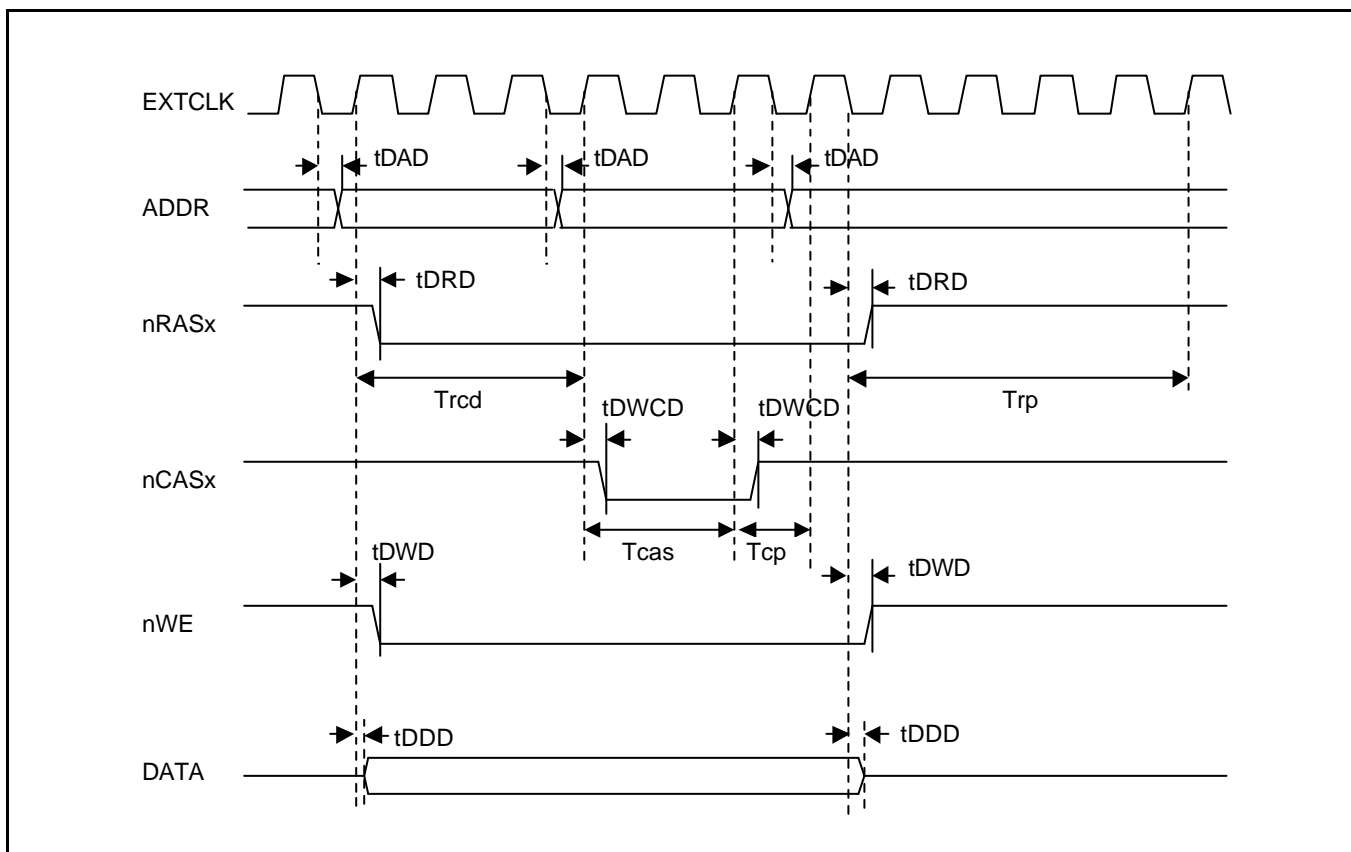 EXTCLK
tDAD tDAD tDAD
ADDR
tDRD tDRD
nRASx
Trcd Trp
tDWCD tDWCD
nCASx
Tcas Tcp
tDWD tDWD
nWE
tDDD tDDD
DATA